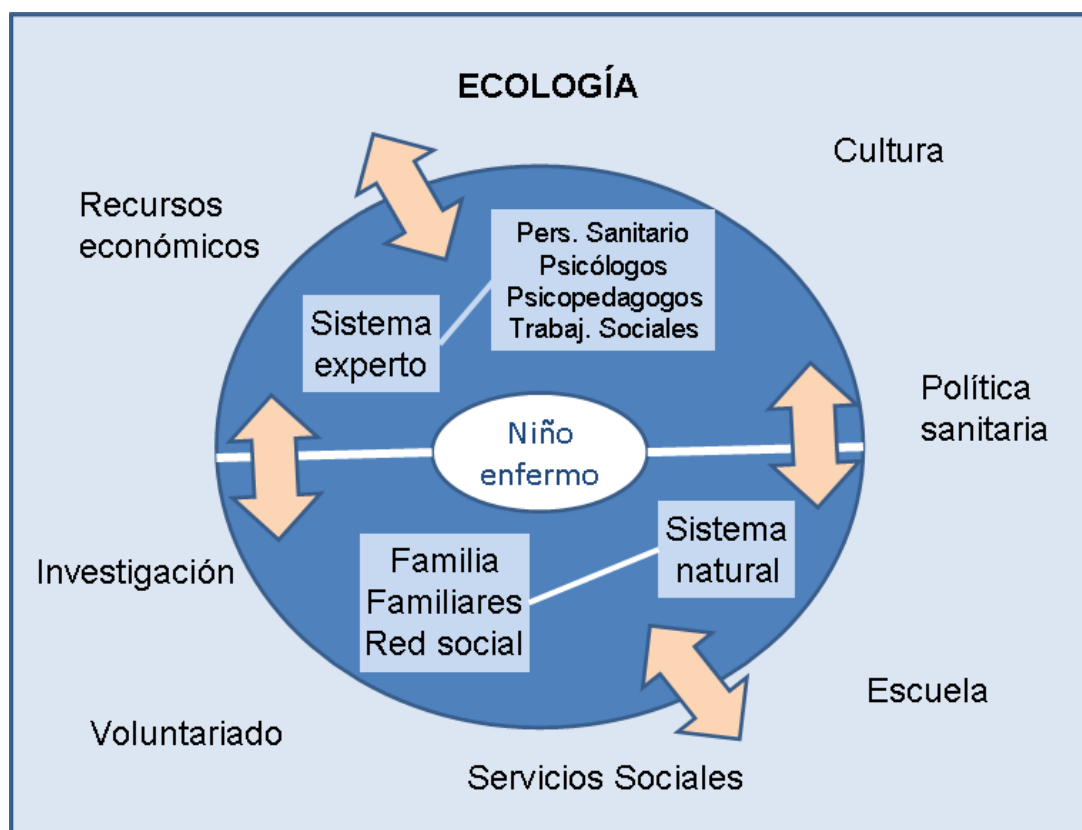 ECOLOGÍA
Cultura
Recursos
económicos
Pers. Sanitario
Psicólogos
Psicopedagogos
Trabaj. Sociales
Sistema
experto
Política
sanitaria
Niño
enfermo
Sistema
natural
Familia
Familiares
Red social
Investigación
Escuela
Voluntariado
Servicios Sociales